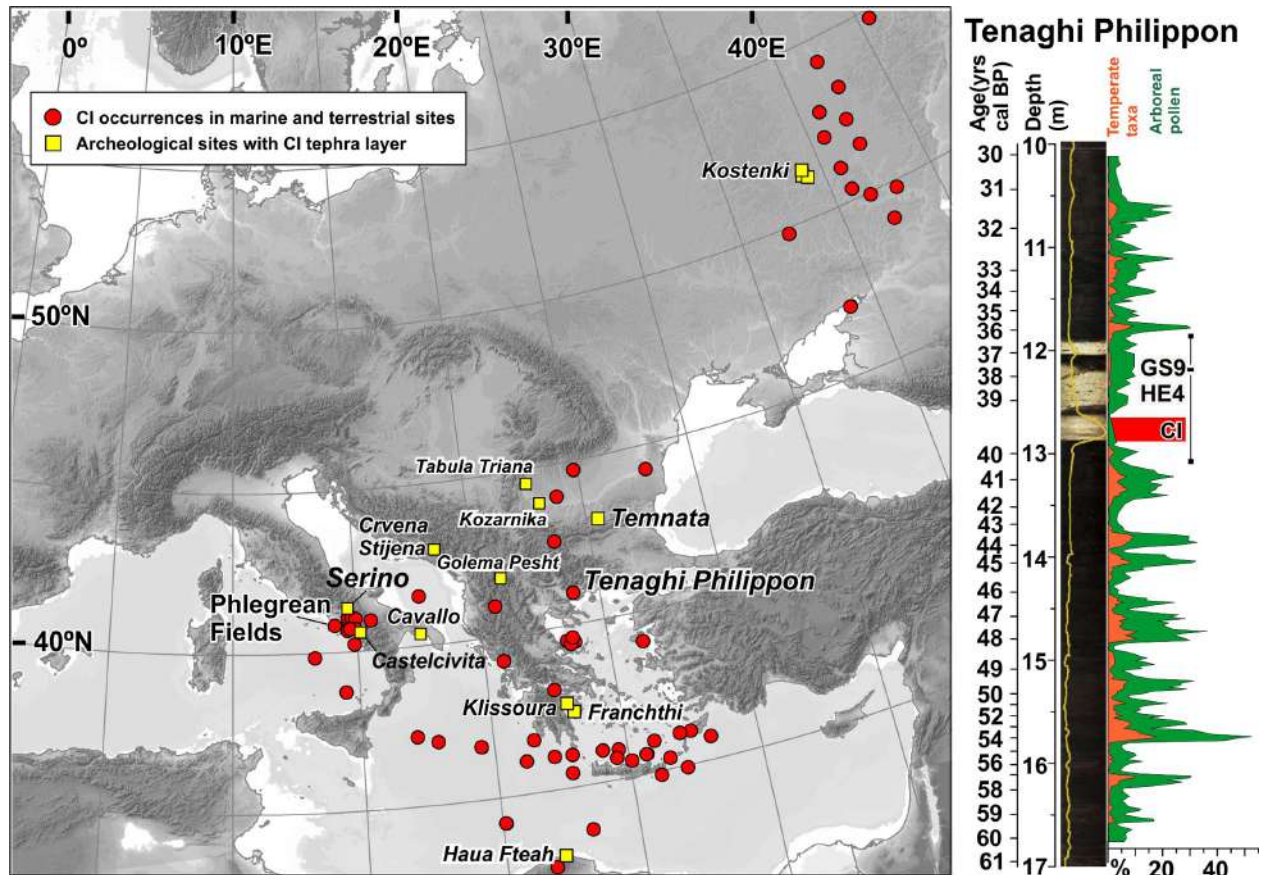 0º
10ºE
20ºE
30ºE
40ºE
50ºN
40ºN
CI occurrences in marine and terrestrial sites
Archeological sites with CI tephra layer
Kostenki
Tabula Triana
Kozarnika
Temnata
Crvena
Stijena
Golema Pesht
Serino
Tenaghi Philippon
Phlegrean
Fields
Cavallo
Castelcivita
Klissoura
Franchthi
Haua Fteah
Tenaghi Philippon
Age(yrs
cal BP)
Depth
(m)
Temperate
taxa
Arboreal
pollen
30
31
32
33
34
35
36
37
38
39
40
41
42
43
44
45
46
47
48
49
50
52
54
56
58
59
60
61
10
11
12
13
14
15
16
17
GS9-
HE4
CI
%
20
40